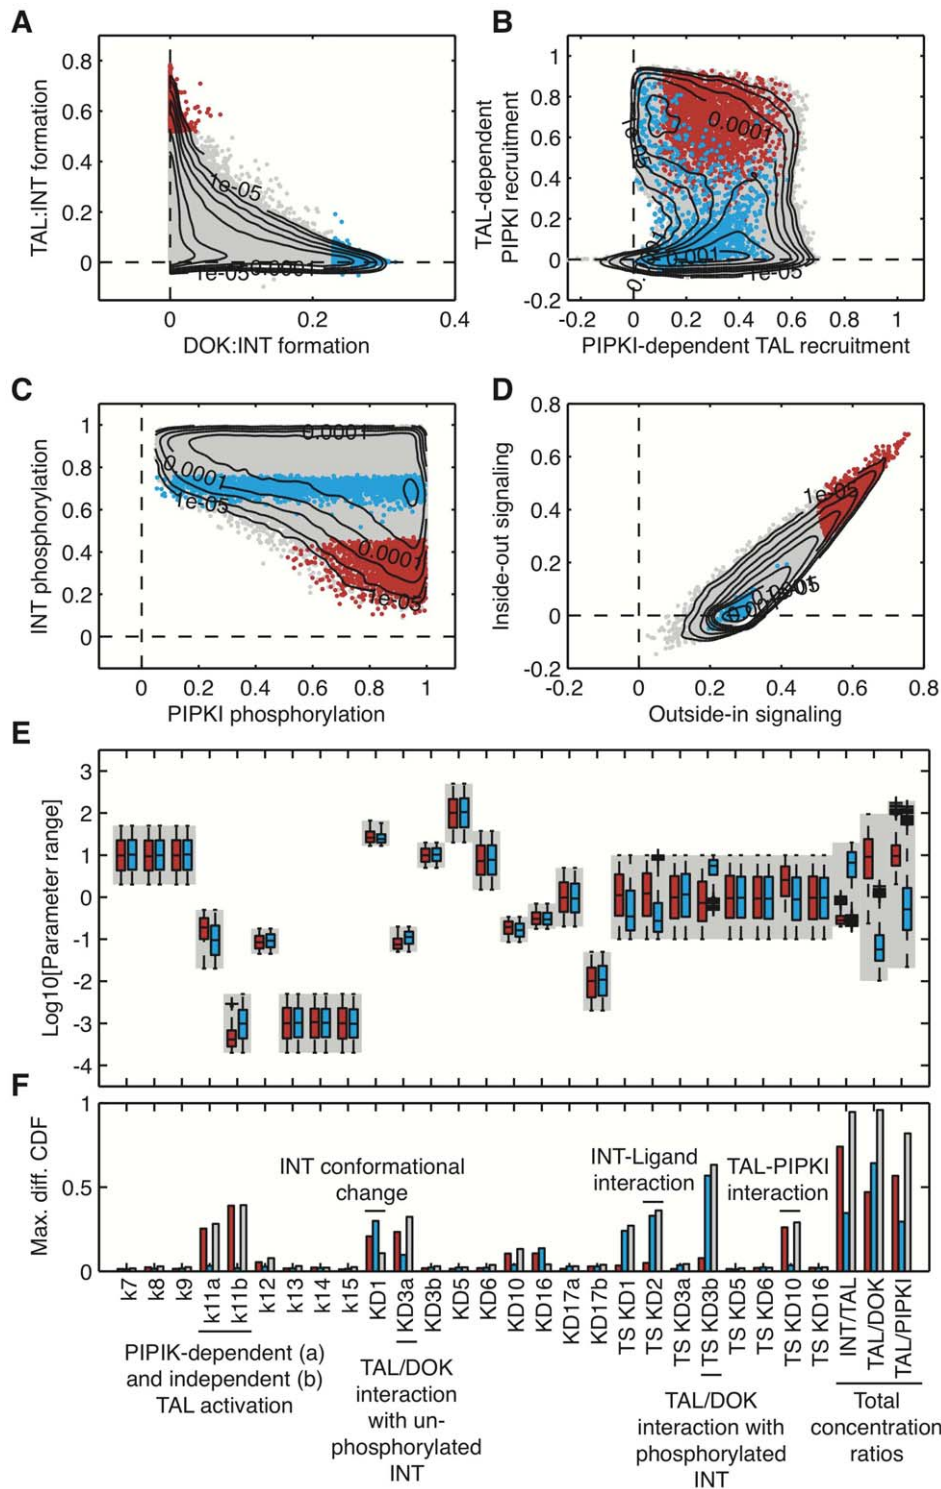 A
0.8
0.6
0.4
0.2
0
TAL:INT formation
1e-05
0.0001
1e-05
0
0.2
0.4
DOK:INT formation
B
1
0.8
0.6
0.4
0.2
0
-0.2
TAL-dependent
PIPKI recruitment
0.0001
1e-05
0.001
1e-05
-0.2
0
0.2
0.4
0.6
0.8
1
PIPKI-dependent TAL recruitment
C
1
0.8
0.6
0.4
0.2
0
INT phosphorylation
0.0001
0.0001
1e-05
0.0001
1e-05
0
0.2
0.4
0.6
0.8
1
PIPKI phosphorylation
D
0.8
0.6
0.4
0.2
0
-0.2
Inside-out signaling
1e-05
-0.2
0
0.2
0.4
0.6
0.8
Outside-in signaling
E
3
2
1
0
-1
-2
-3
-4
Log10[Parameter range]
F
1
0.5
0
Max. diff. CDF
INT conformational
change
INT-Ligand
interaction
TAL-PIPKI
interaction
k7
k8
k9
k11a
k11b
k12
k13
k14
k15
KD1
KD3a
KD3b
KD5
KD6
KD10
KD16
KD17a
KD17b
TS KD1
TS KD2
TS KD3a
TS KD3b
TS KD5
TS KD6
TS KD10
TS KD16
INT/TAL
TAL/DOK
TAL/PIPKI
PIPIK-dependent (a)
and independent (b)
TAL activation
TAL/DOK
interaction
with un-
phosphorylated
INT
TAL/DOK
interaction with
phosphorylated
INT
Total
concentration
ratios